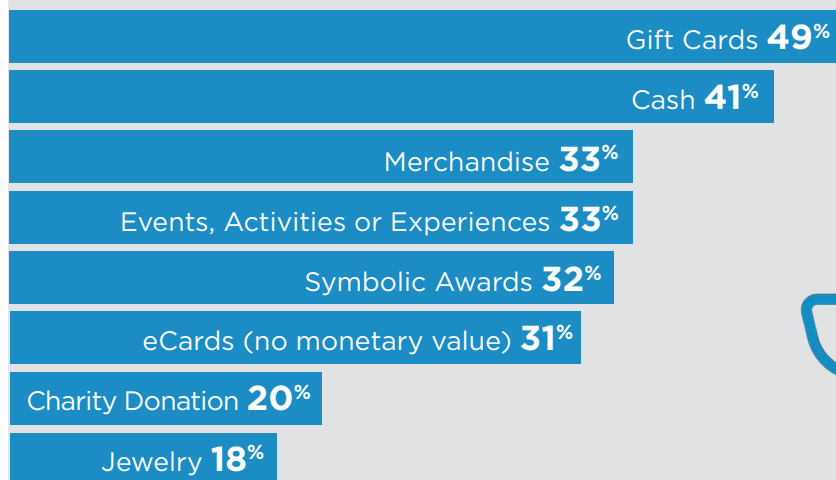 Gift Cards 49%
Cash 41%
Merchandise 33%
Events, Activities or Experiences 33%
Symbolic Awards 32%
eCards (no monetary value) 31%
Charity Donation 20%
Jewelry 18%